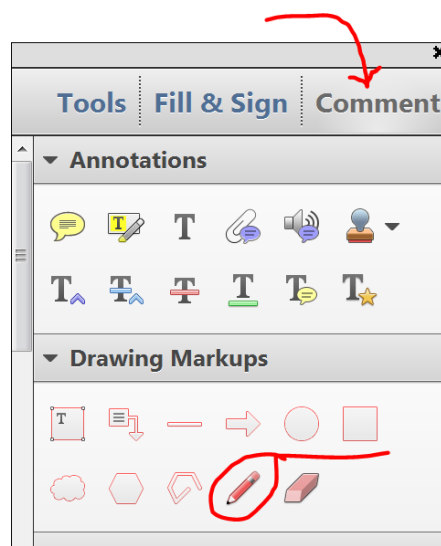 Tools Fill & Sign Comment
Annotations
T T
T T T T T T
Drawing Markups
T